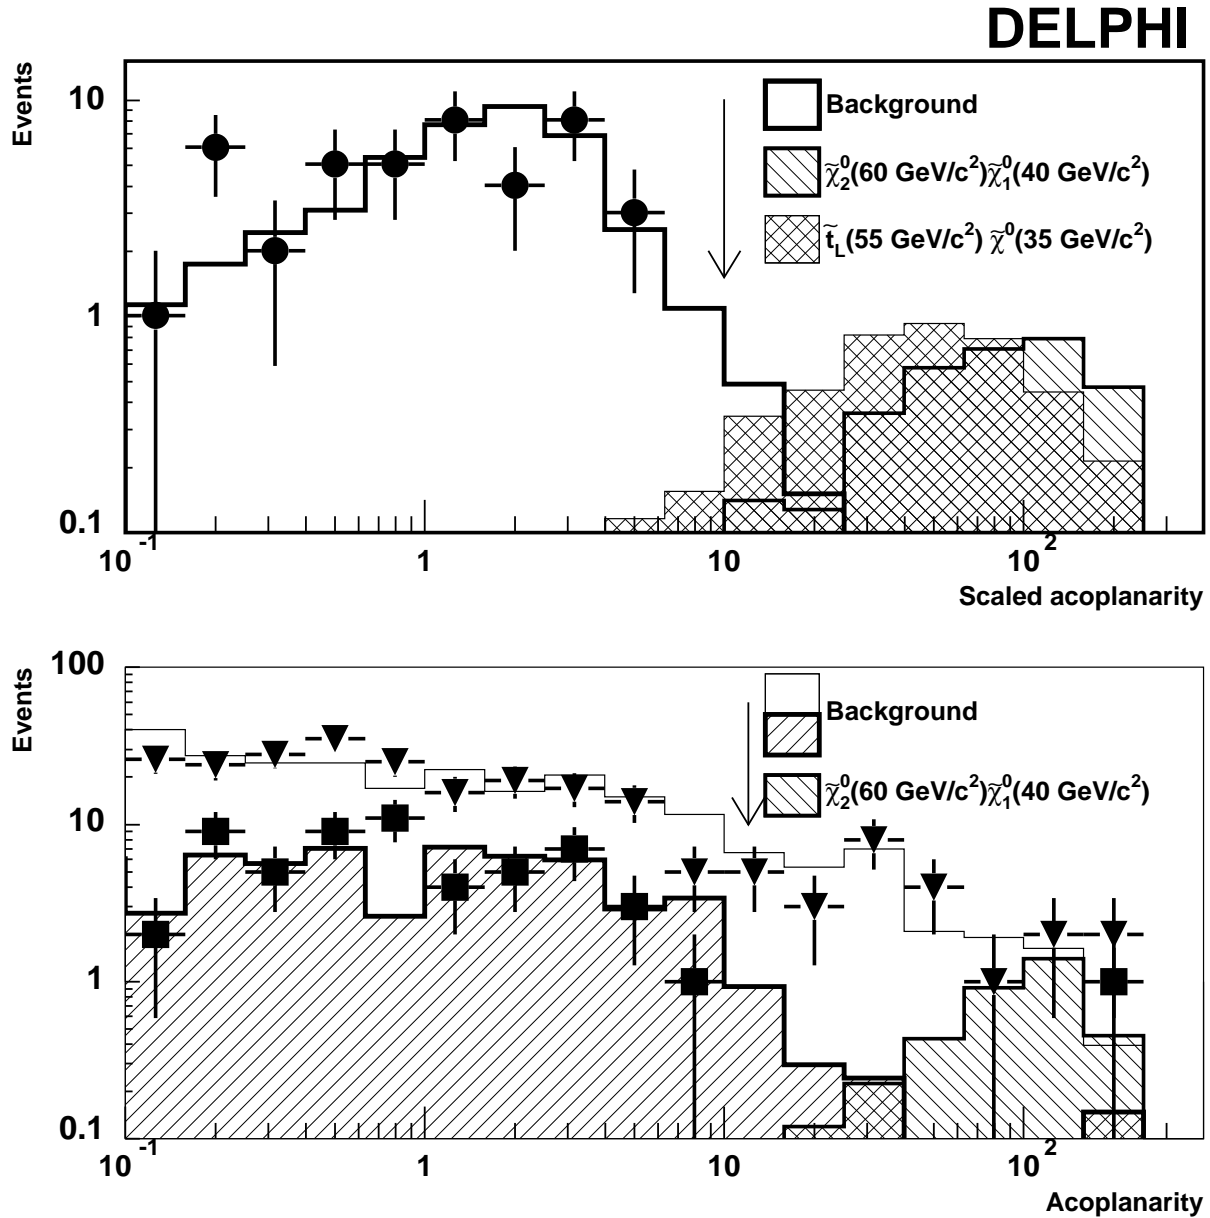 DELPHI
Events
10
1
0.1
Background
χ̃⁰₂(60 GeV/c²)χ̃⁰₁(40 GeV/c²)
t̃L(55 GeV/c²) χ̃⁰(35 GeV/c²)
10⁻¹ 1 10 10²
Scaled acoplanarity
Events
100
10
1
0.1
Background
χ̃⁰₂(60 GeV/c²)χ̃⁰₁(40 GeV/c²)
10⁻¹ 1 10 10²
Acoplanarity